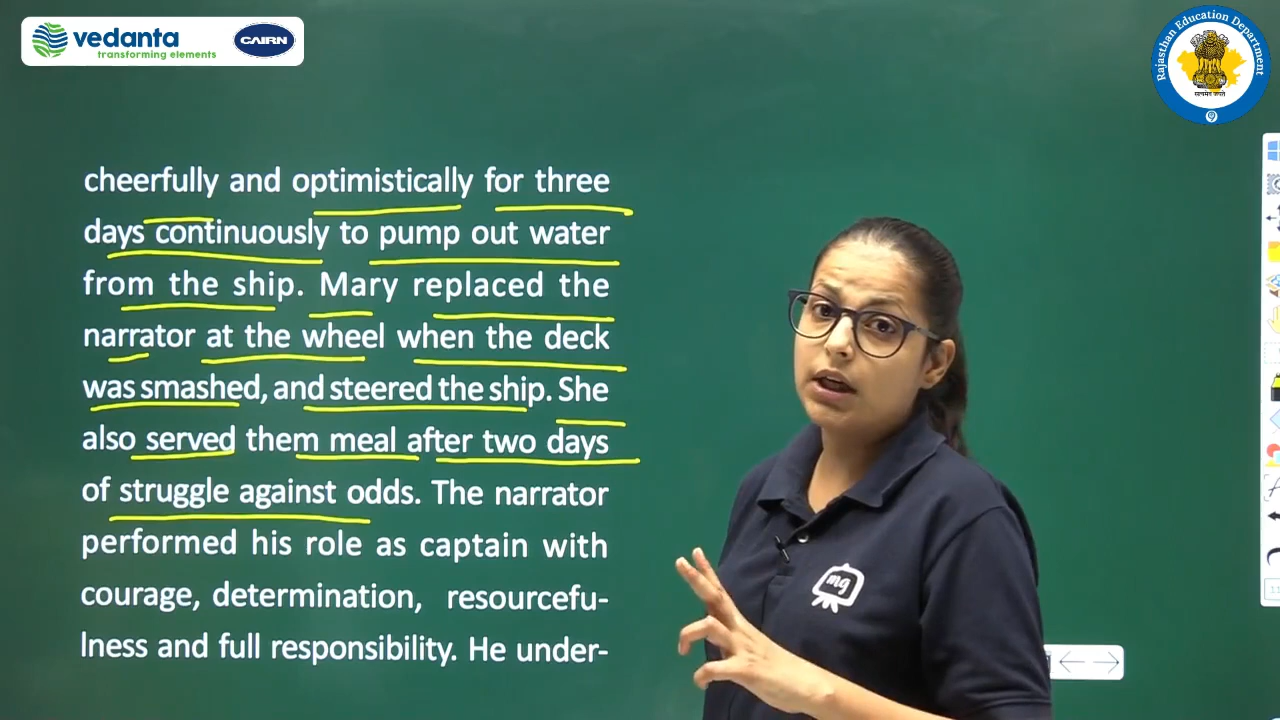 vedanta
transforming elements
CAIRN
Rajasthan Education Department
सत्यमेव जयते
cheerfully and optimistically for three
days continuously to pump out water
from the ship. Mary replaced the
narrator at the wheel when the deck
was smashed, and steered the ship. She
also served them meal after two days
of struggle against odds. The narrator
performed his role as captain with
courage, determination, resourcefu-
lness and full responsibility. He under-
mg